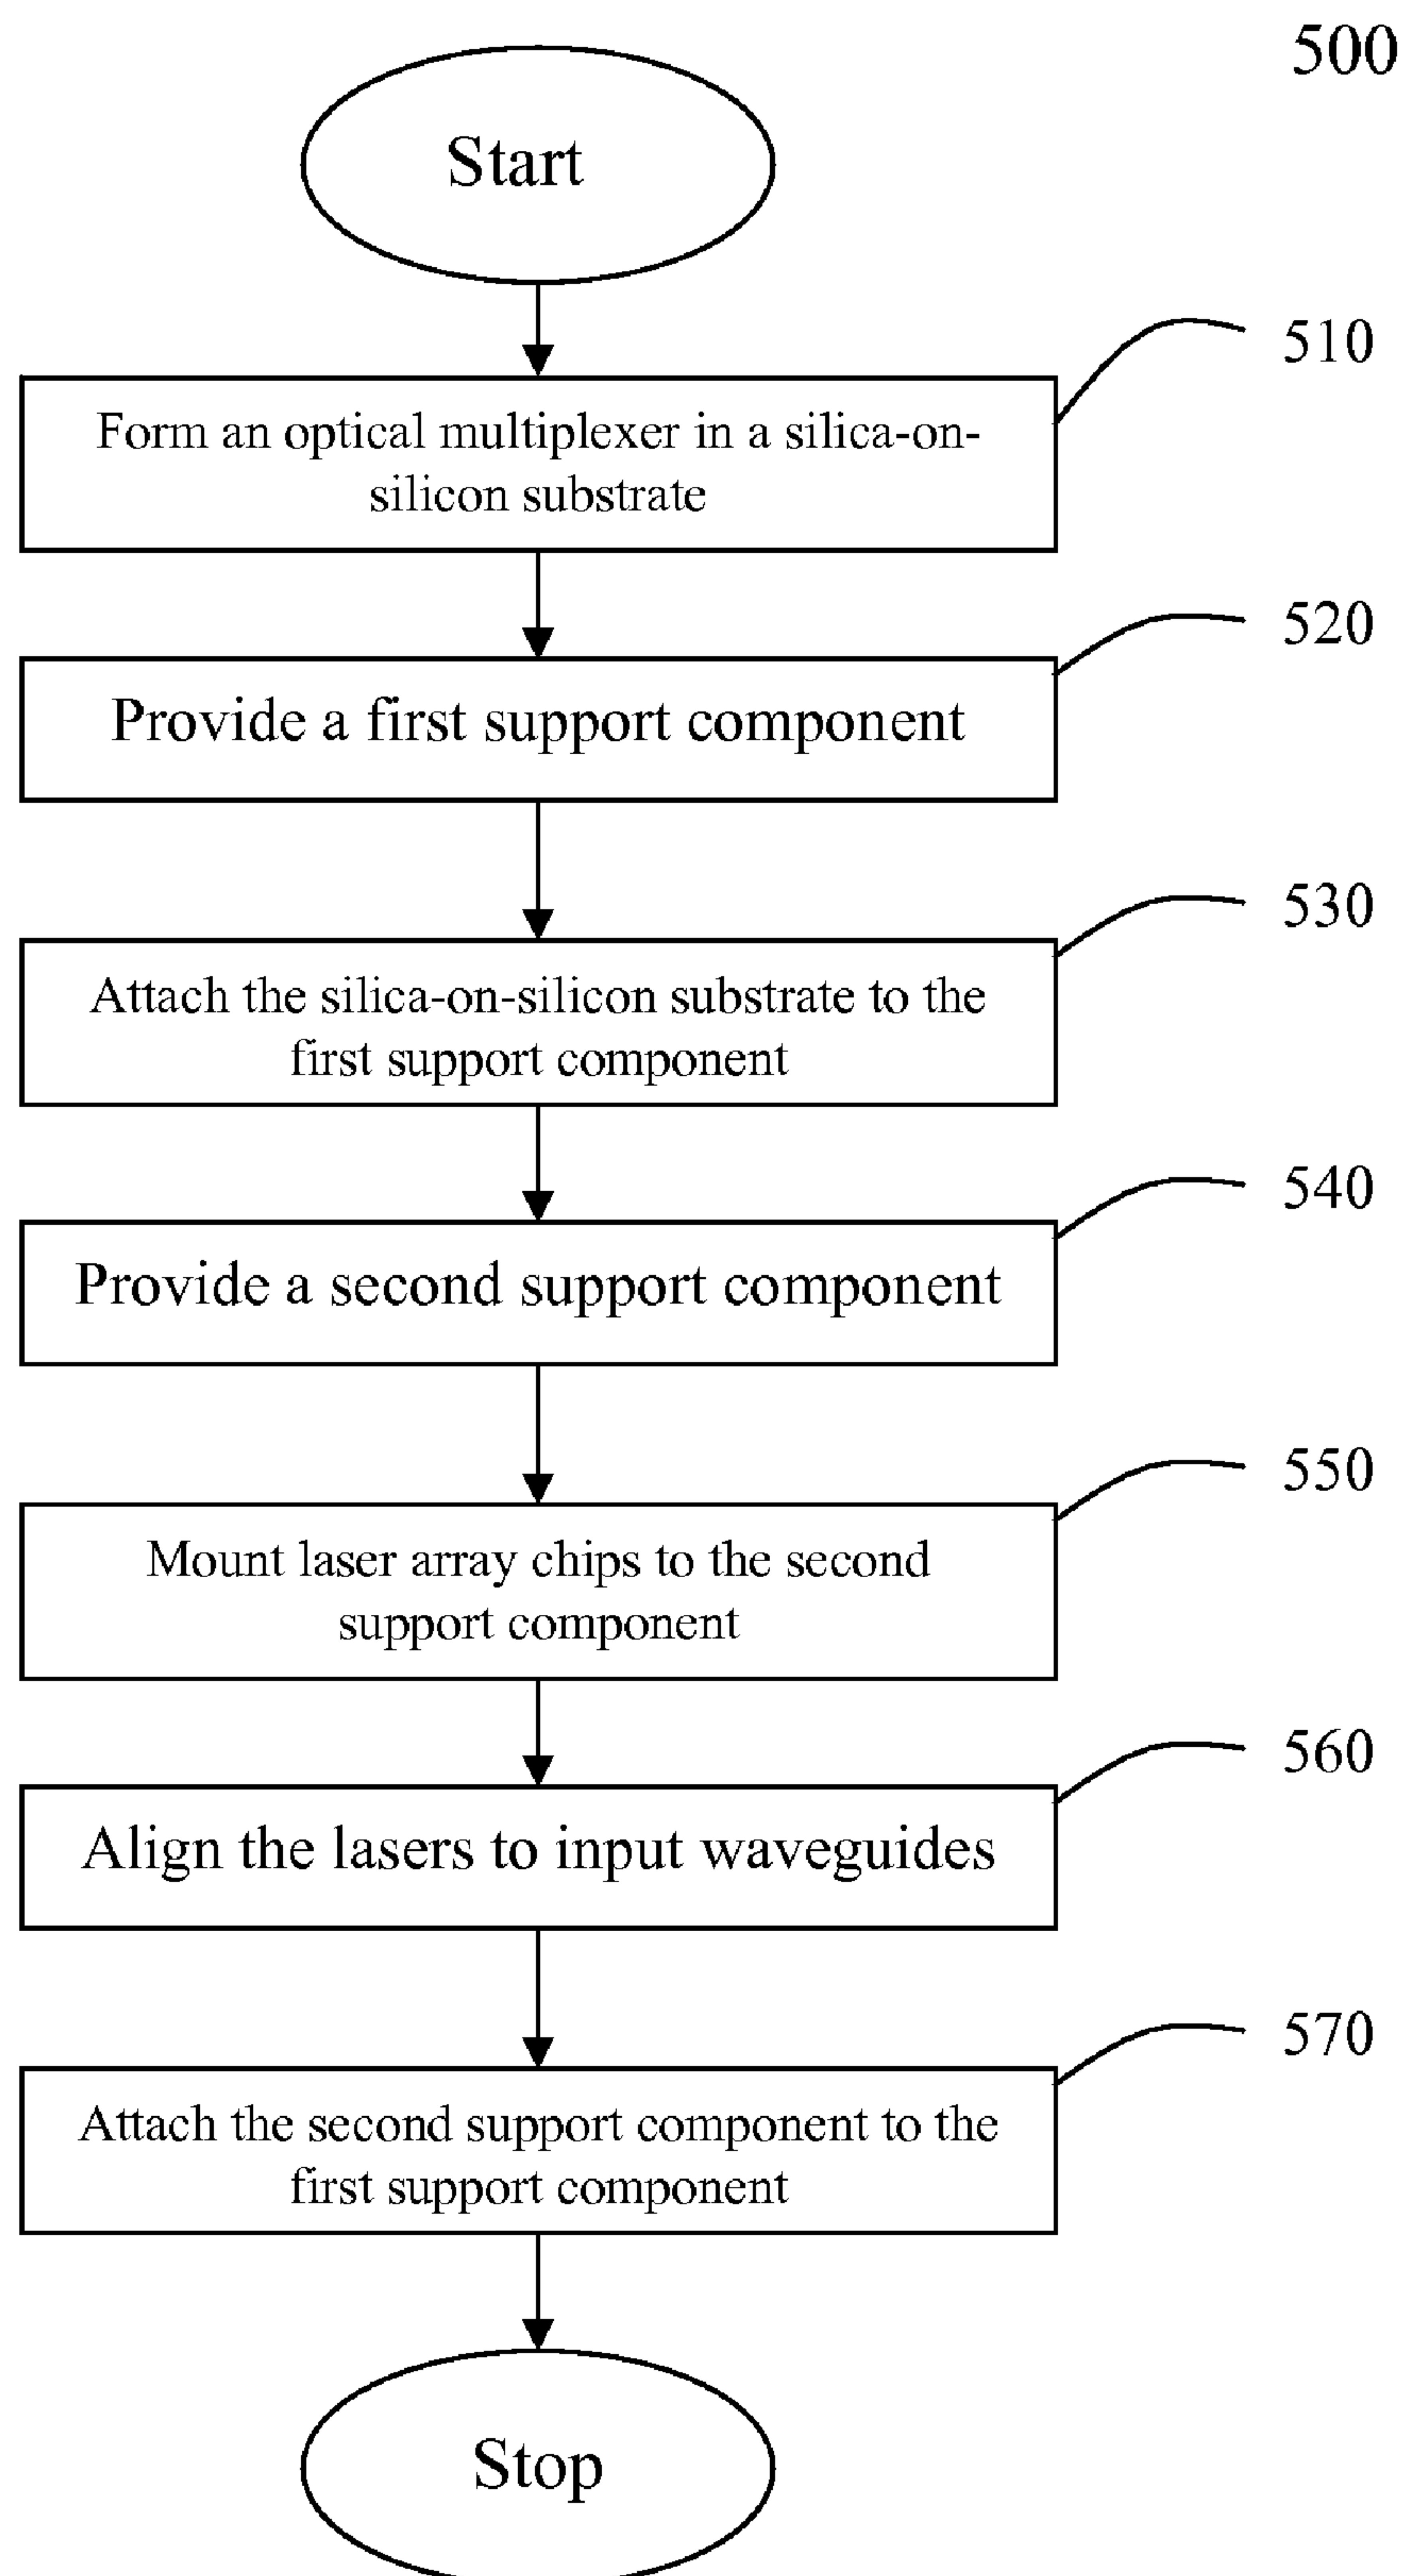 500
Start
510
Form an optical multiplexer in a silica-on-
silicon substrate
520
Provide a first support component
530
Attach the silica-on-silicon substrate to the
first support component
540
Provide a second support component
550
Mount laser array chips to the second
support component
560
Align the lasers to input waveguides
570
Attach the second support component to the
first support component
Stop